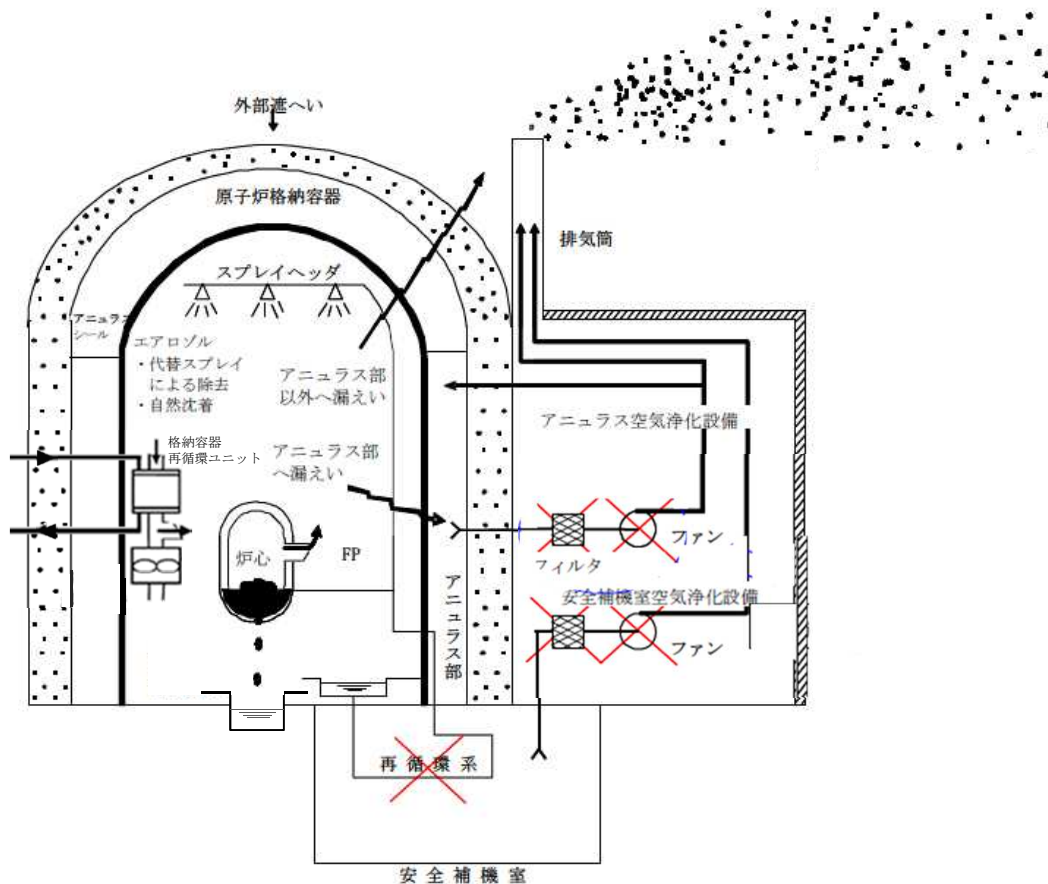 外部遮へい
原子炉格納容器
排気筒
スプレイヘッダ
アニュラス
シール
エアロゾル
・代替スプレイ
による除去
・自然沈着
アニュラス部
以外へ漏えい
アニュラス空気浄化設備
格納容器
再循環ユニット
アニュラス部
へ漏えい
炉心
FP
ファン
フィルタ
安全補機室空気浄化設備
アニュラス部
ファン
再循環系
安全補機室